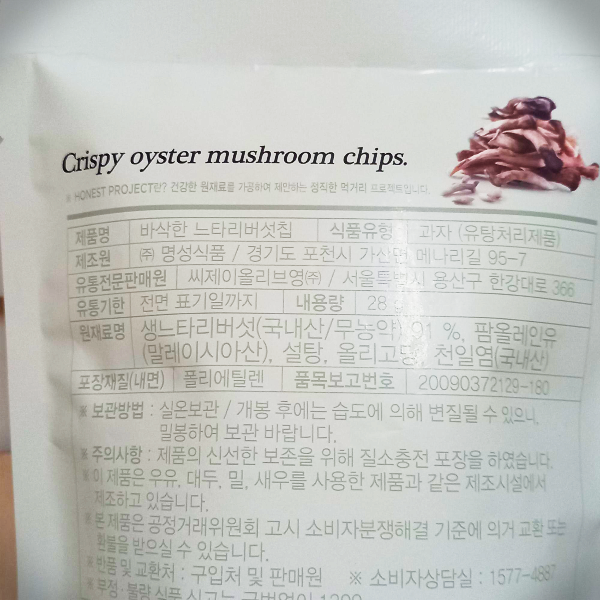 Crispy oyster mushroom chips.
※ HONEST PROJECT란? 건강한 원재료를 가공하여 제안하는 정직한 먹거리 프로젝트입니다.
제품명 바삭한 느타리버섯칩 식품유형 과자 (유탕처리제품)
제조원 ㈜ 명성식품 / 경기도 포천시 가산면 메나리길 95-7
유통전문판매원 씨제이올리브영㈜ / 서울특별시 용산구 한강대로 366
유통기한 전면 표기일까지 내용량 28
원재료명 생느타리버섯(국내산/무농약) 91 %, 팜올레인유
(말레이시아산), 설탕, 올리고당, 천일염(국내산)
포장재질(내면) 폴리에틸렌 품목보고번호 20090372129-180
※ 보관방법 : 실온보관 / 개봉 후에는 습도에 의해 변질될 수 있으니,
밀봉하여 보관 바랍니다.
※ 주의사항 : 제품의 신선한 보존을 위해 질소충전 포장을 하였습니다.
※ 이 제품은 우유, 대두, 밀, 새우를 사용한 제품과 같은 제조시설에서
제조하고 있습니다.
※ 본 제품은 공정거래위원회 고시 소비자분쟁해결 기준에 의거 교환 또는
환불을 받으실 수 있습니다.
※ 반품 및 교환처 : 구입처 및 판매원 ※ 소비자상담실 : 1577-4887
※ 부정·불량 식품 신고는 국번없이 1399